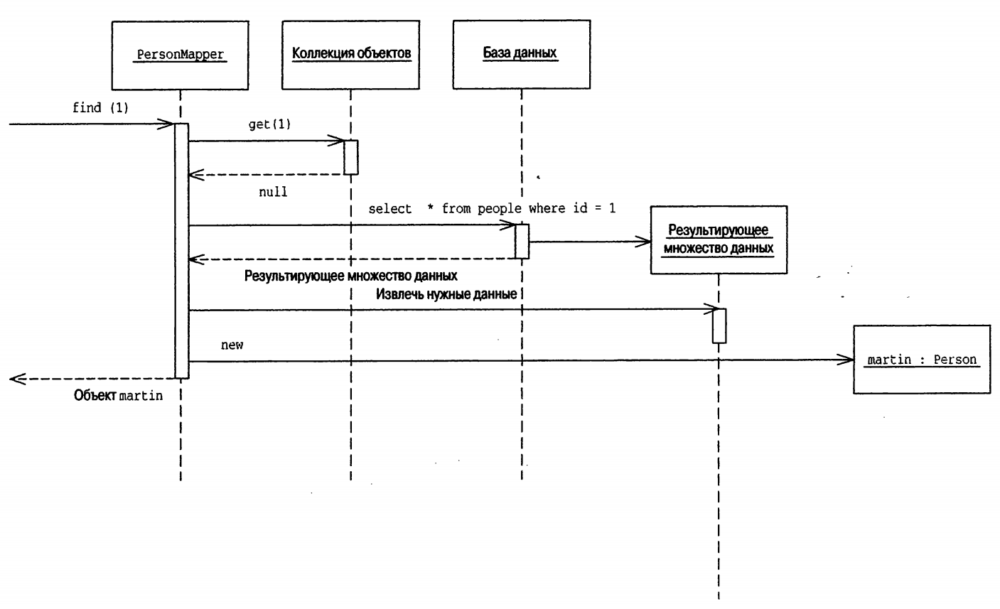 PersonMapper
Коллекция объектов
База данных
find (1)
get(1)
null
select * from people where id = 1
Результирующее
множество данных
Результирующее множество данных
Извлечь нужные данные
new
martin : Person
Объект martin